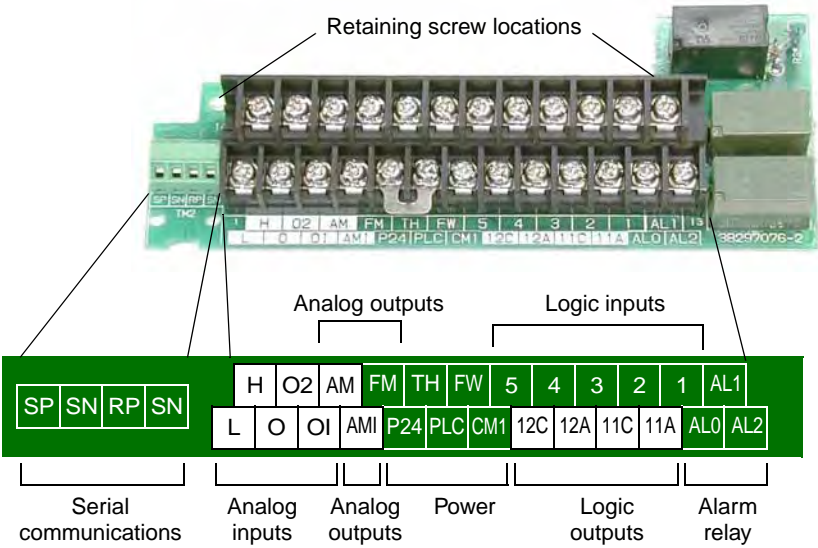 Retaining screw locations
SP SN RP SN
TM2
1 H O2 AM FM TH FW 5 4 3 2 1 AL1 13
L O OI AMI P24 PLC CM1 12C 12A 11C 11A AL0 AL2
3B297076-2
Analog outputs
Logic inputs
H O2 AM FM TH FW 5 4 3 2 1 AL1
SP SN RP SN
L O OI AMI P24 PLC CM1 12C 12A 11C 11A AL0 AL2
Serial communications
Analog inputs
Analog outputs
Power
Logic outputs
Alarm relay